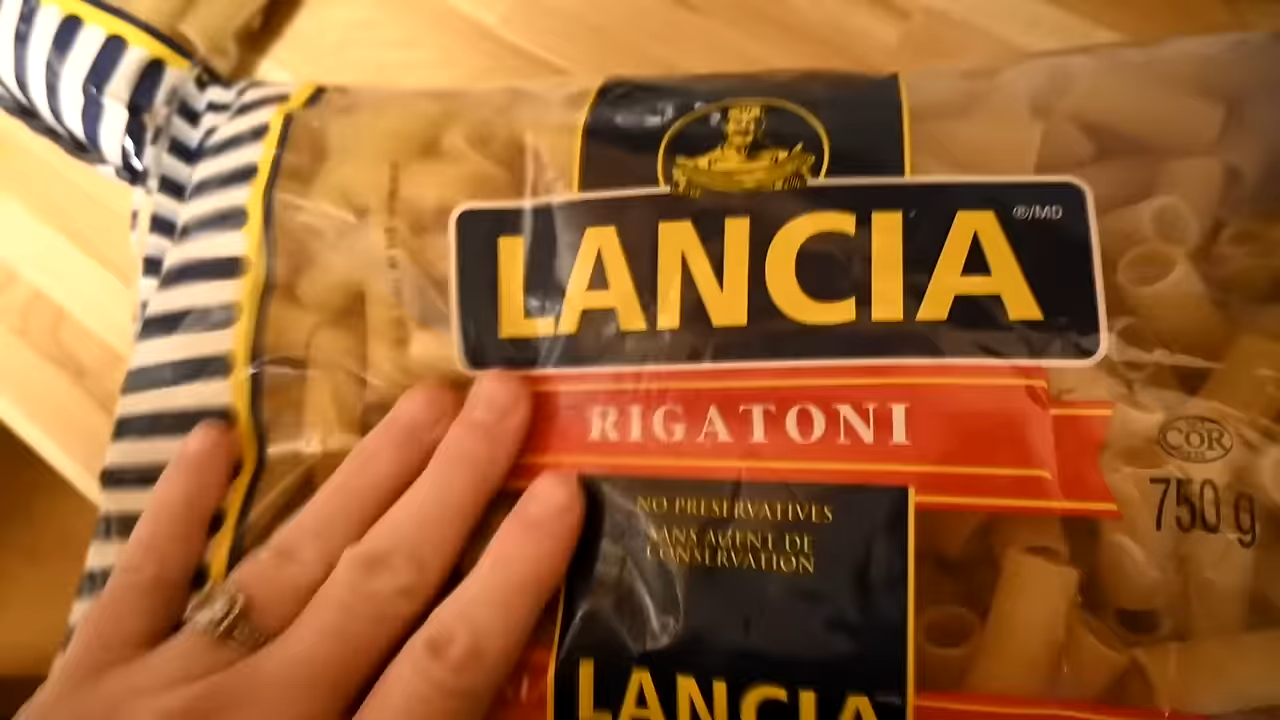 LANCIA ®/MD
RIGATONI
COR
750 g
NO PRESERVATIVES
SANS AGENT DE
CONSERVATION
LANCIA